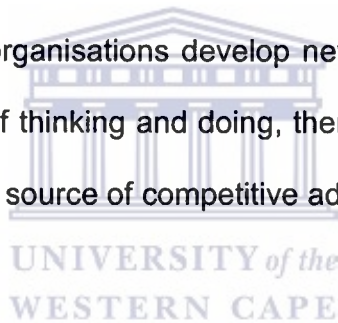 organisations develop ne
f thinking and doing, the
source of competitive ad
UNIVERSITY of the
WESTERN CAPE